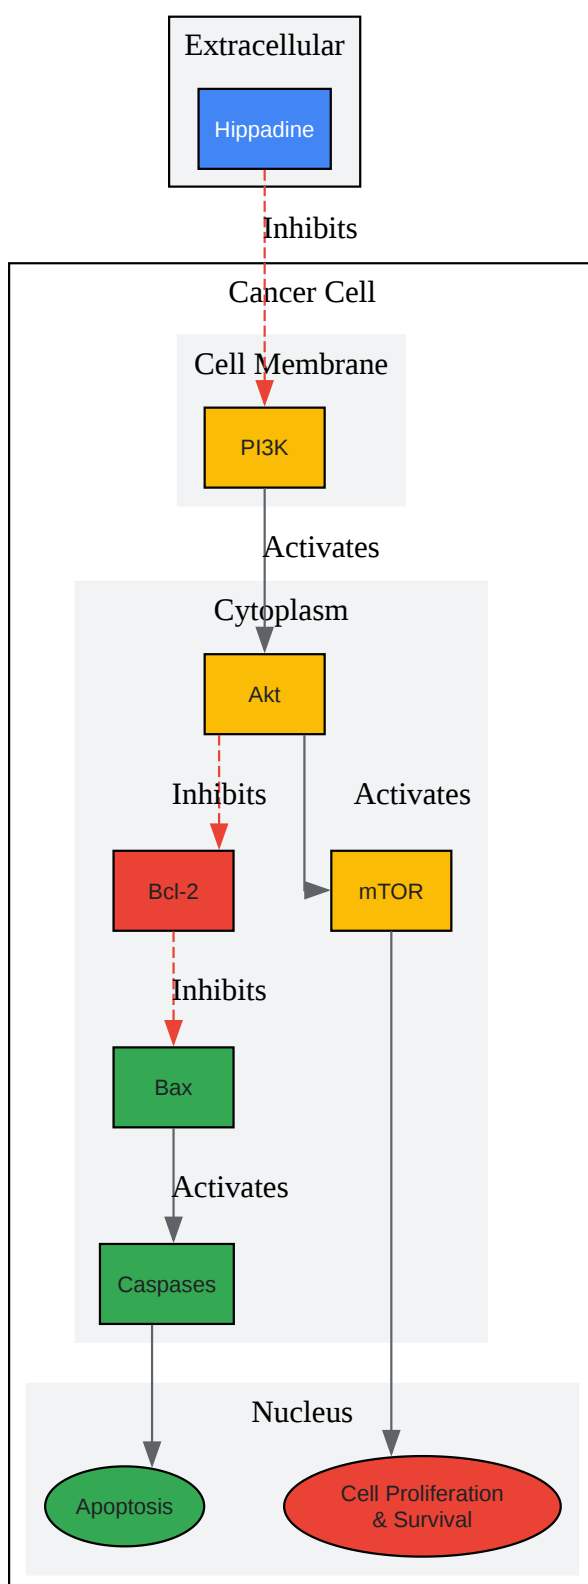 Extracellular
Hippadine
Inhibits
Cancer Cell
Cell Membrane
PI3K
Activates
Cytoplasm
Akt
Inhibits
Activates
Bcl-2
mTOR
Inhibits
Bax
Activates
Caspases
Nucleus
Apoptosis
Cell Proliferation
& Survival